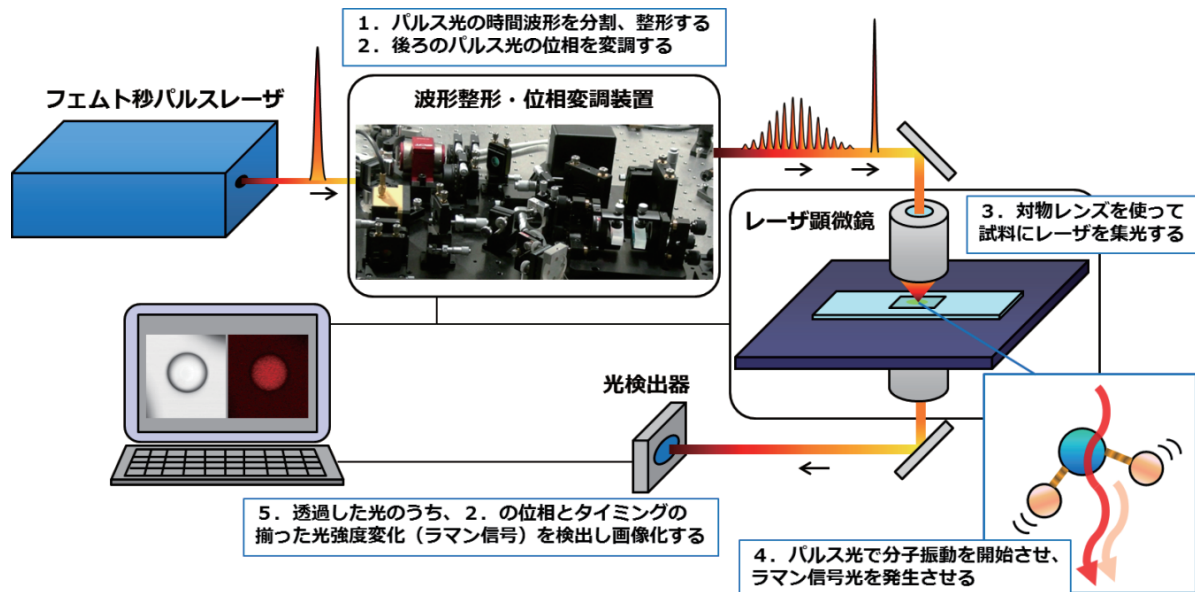 1．パルス光の時間波形を分割、整形する
2．後ろのパルス光の位相を変調する
フェムト秒パルスレーザ
波形整形・位相変調装置
レーザ顕微鏡
3．対物レンズを使って
試料にレーザを集光する
光検出器
5．透過した光のうち、2．の位相とタイミングの
揃った光強度変化（ラマン信号）を検出し画像化する
4．パルス光で分子振動を開始させ、
ラマン信号光を発生させる